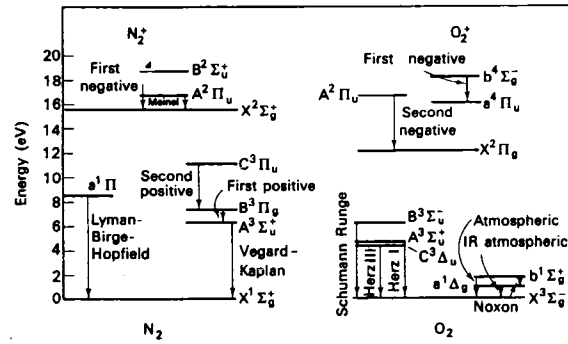 N₂⁺
O₂⁺
20
18
16
14
12
10
8
6
4
2
0
Energy (eV)
First negative
B²Σᵤ⁺
A²Πᵤ
Meinel
X²Σg⁺
a¹Π
C³Πᵤ
Second positive
First positive
B³Πg
A³Σᵤ⁺
Lyman-
Birge-
Hopfield
Vegard-
Kaplan
X¹Σg⁺
N₂
First negative
b⁴Σg⁻
A²Πᵤ
a⁴Πᵤ
Second negative
X²Πg
Schumann Runge
B³Σᵤ⁻
A³Σᵤ⁺
C³Δᵤ
Herz III
Herz I
Atmospheric
IR atmospheric
b¹Σg⁺
a¹Δg
X³Σg⁻
Noxon
O₂